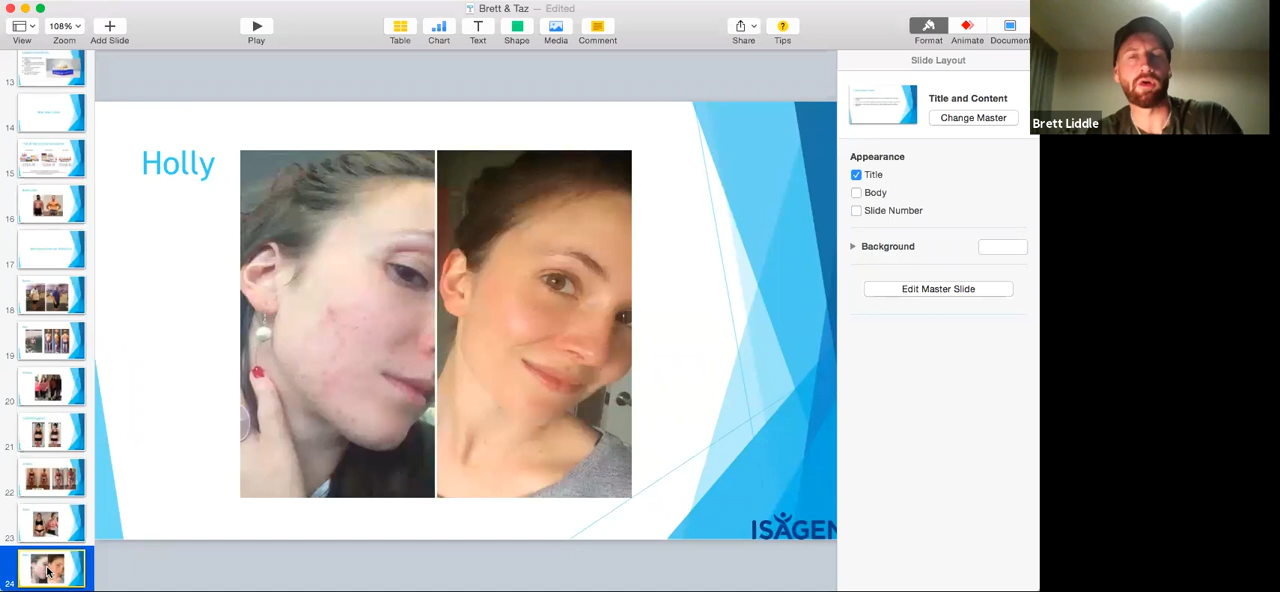 Brett & Taz — Edited
108%
View
Zoom
Add Slide
Play
Table
Chart
Text
Shape
Media
Comment
Share
Tips
Format
Animate
Document
Slide Layout
Title and Content
Change Master
Appearance
Title
Body
Slide Number
Background
Edit Master Slide
Brett Liddle
Holly
ISAGEN
13
14
15
16
17
18
19
20
21
22
23
24